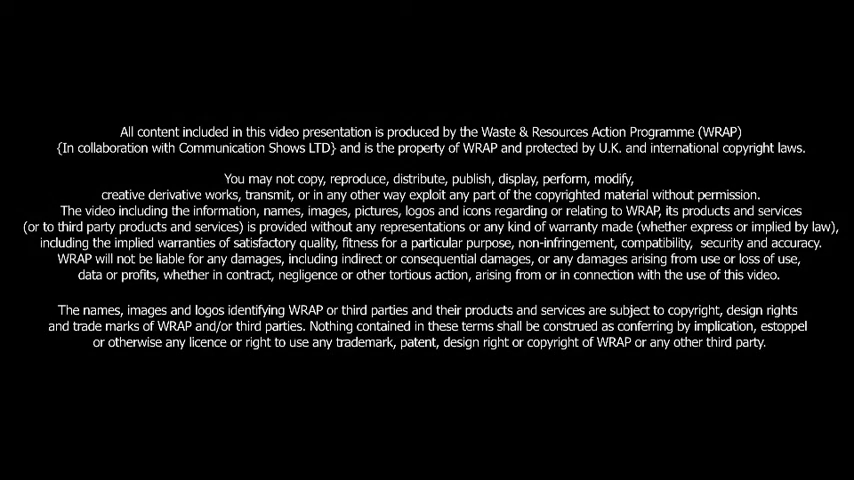 All content included in this video presentation is produced by the Waste & Resources Action Programme (WRAP)
{In collaboration with Communication Shows LTD} and is the property of WRAP and protected by U.K. and international copyright laws.
You may not copy, reproduce, distribute, publish, display, perform, modify,
creative derivative works, transmit, or in any other way exploit any part of the copyrighted material without permission.
The video including the information, names, images, pictures, logos and icons regarding or relating to WRAP, its products and services
(or to third party products and services) is provided without any representations or any kind of warranty made (whether express or implied by law),
including the implied warranties of satisfactory quality, fitness for a particular purpose, non-infringement, compatibility, security and accuracy.
WRAP will not be liable for any damages, including indirect or consequential damages, or any damages arising from use or loss of use,
data or profits, whether in contract, negligence or other tortious action, arising from or in connection with the use of this video.
The names, images and logos identifying WRAP or third parties and their products and services are subject to copyright, design rights
and trade marks of WRAP and/or third parties. Nothing contained in these terms shall be construed as conferring by implication, estoppel
or otherwise any licence or right to use any trademark, patent, design right or copyright of WRAP or any other third party.